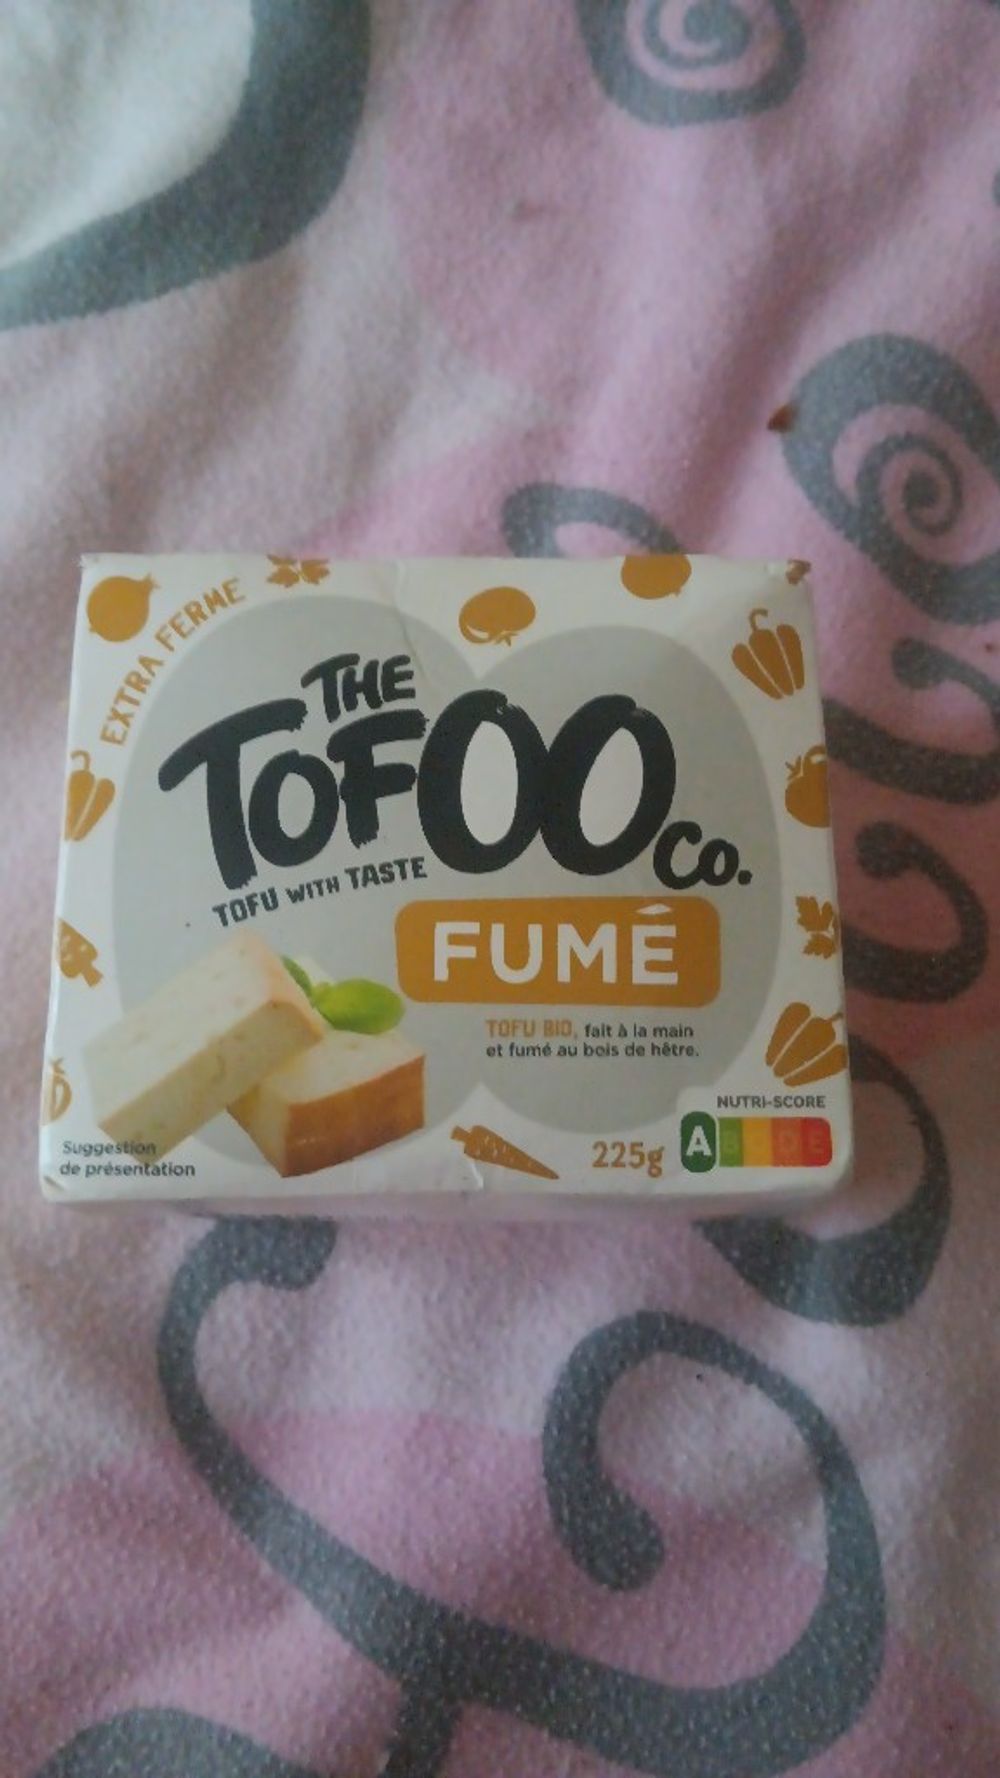 EXTRA FERME
THE
TOFOO
Co.
TOFU WITH TASTE
FUMÉ
TOFU BIO, fait à la main
et fumé au bois de hêtre.
NUTRI-SCORE
A B C D E
225g
Suggestion
de présentation